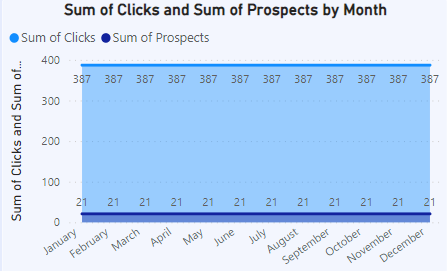 Sum of Clicks and Sum of Prospects by Month
Sum of Clicks Sum of Prospects
Sum of Clicks and Sum of...
400
387 387 387 387 387 387 387 387 387 387 387 387
300
200
100
21 21 21 21 21 21 21 21 21 21 21 21
0
January February March April May June July August September October November December